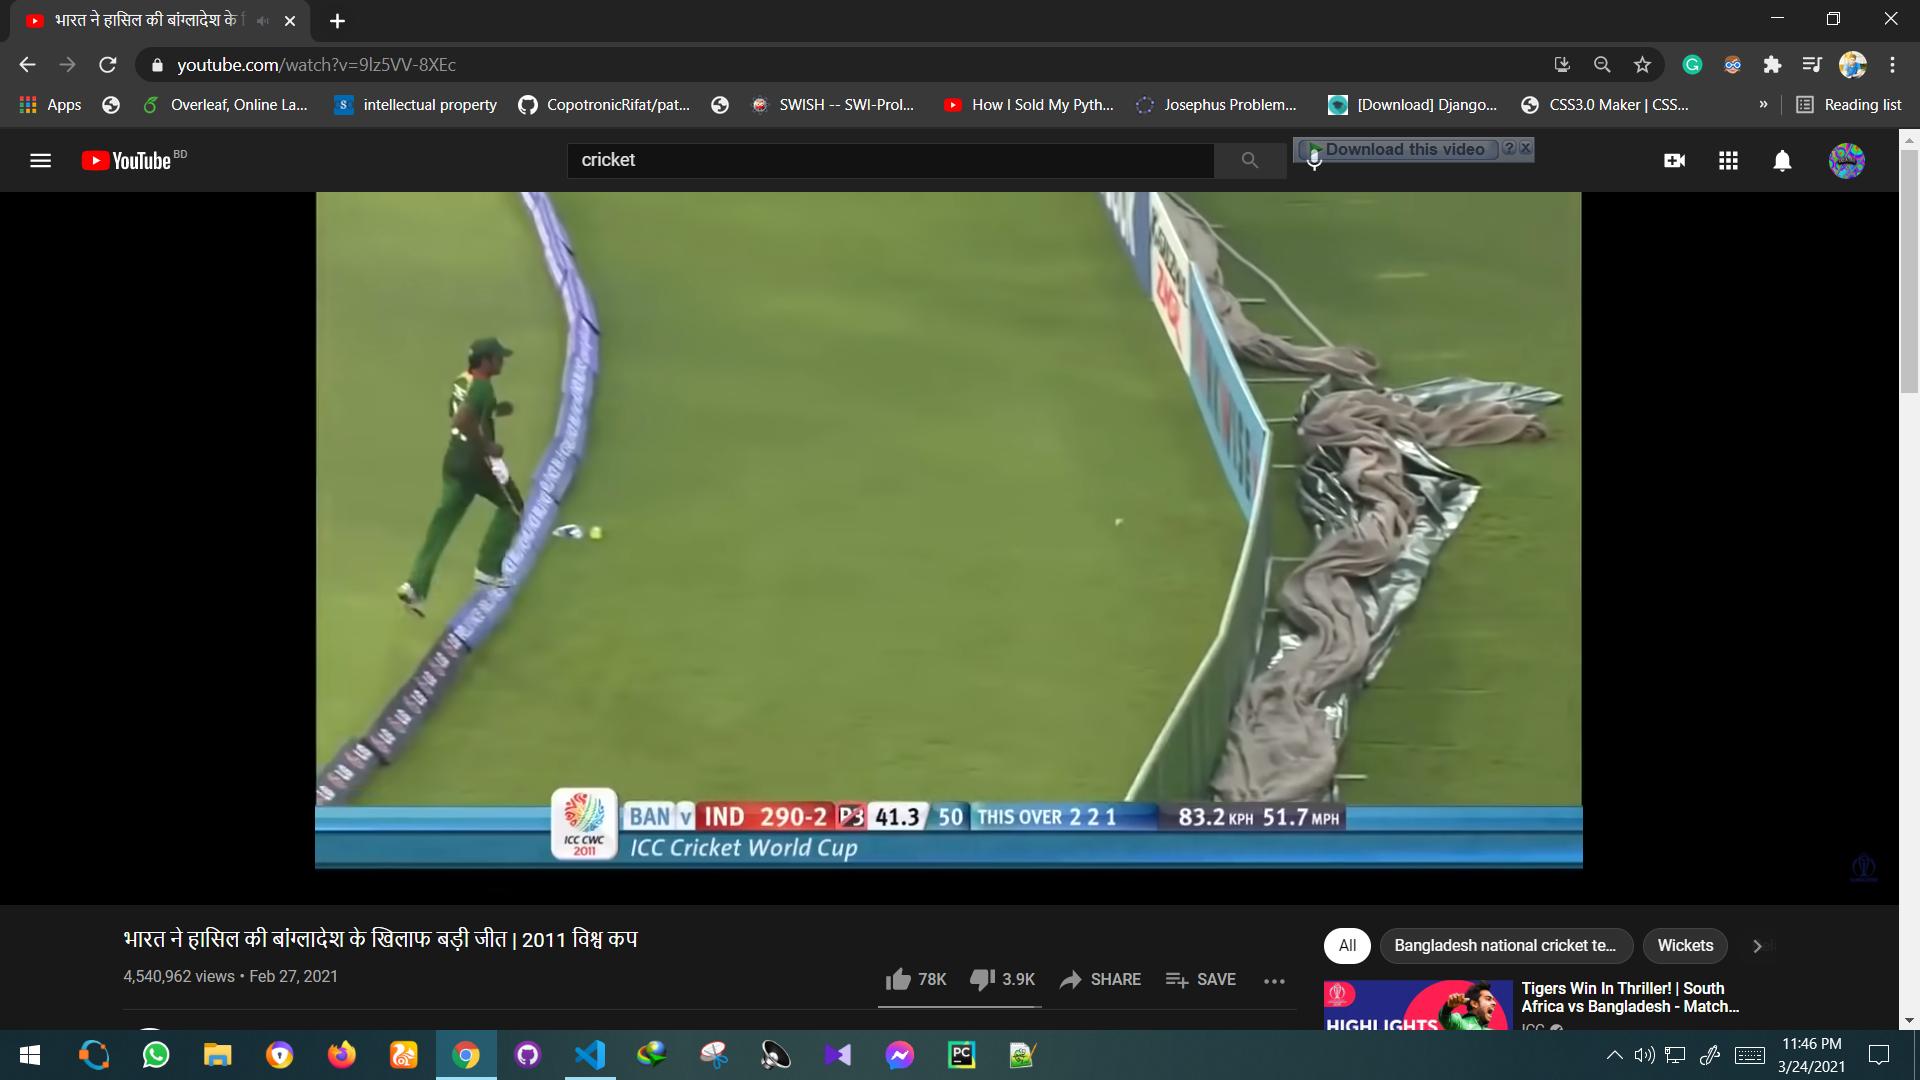 भारत ने हासिल की बांग्लादेश के
youtube.com/watch?v=9lz5VV-8XEc
Apps
Overleaf, Online La...
intellectual property
CopotronicRifat/pat...
SWISH -- SWI-Prol...
How I Sold My Pyth...
Josephus Problem...
[Download] Django...
CSS3.0 Maker | CSS...
»
Reading list
YouTube BD
cricket
Download this video
BAN v IND 290-2 P3 41.3 50 THIS OVER 2 2 1 83.2 KPH 51.7 MPH
ICC CWC 2011
ICC Cricket World Cup
भारत ने हासिल की बांग्लादेश के खिलाफ बड़ी जीत | 2011 विश्व कप
4,540,962 views • Feb 27, 2021
78K
3.9K
SHARE
SAVE
All
Bangladesh national cricket te...
Wickets
Tigers Win In Thriller! | South
Africa vs Bangladesh - Match...
ICC
HIGHLIGHTS
11:46 PM
3/24/2021